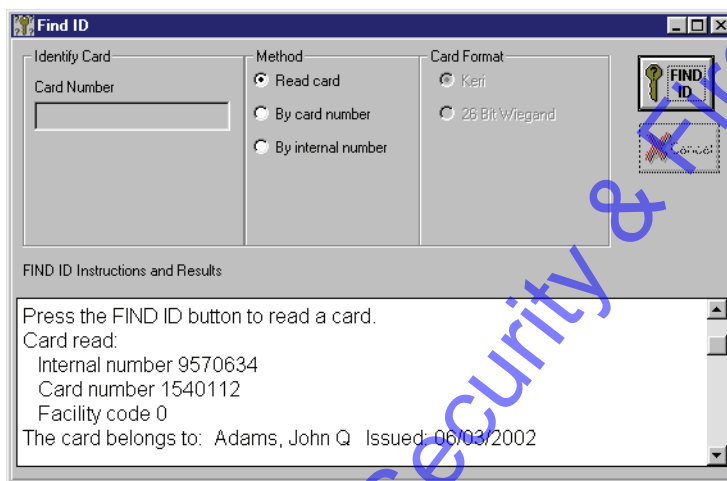 Find ID
Identify Card
Card Number
Method
Read card
By card number
By internal number
Card Format
Keri
26 Bit Wiegand
FIND
ID
Cancel
FIND ID Instructions and Results
Press the FIND ID button to read a card.
Card read:
Internal number 9570634
Card number 1540112
Facility code 0
The card belongs to: Adams, John Q Issued: 06/03/2002
Security & Fir